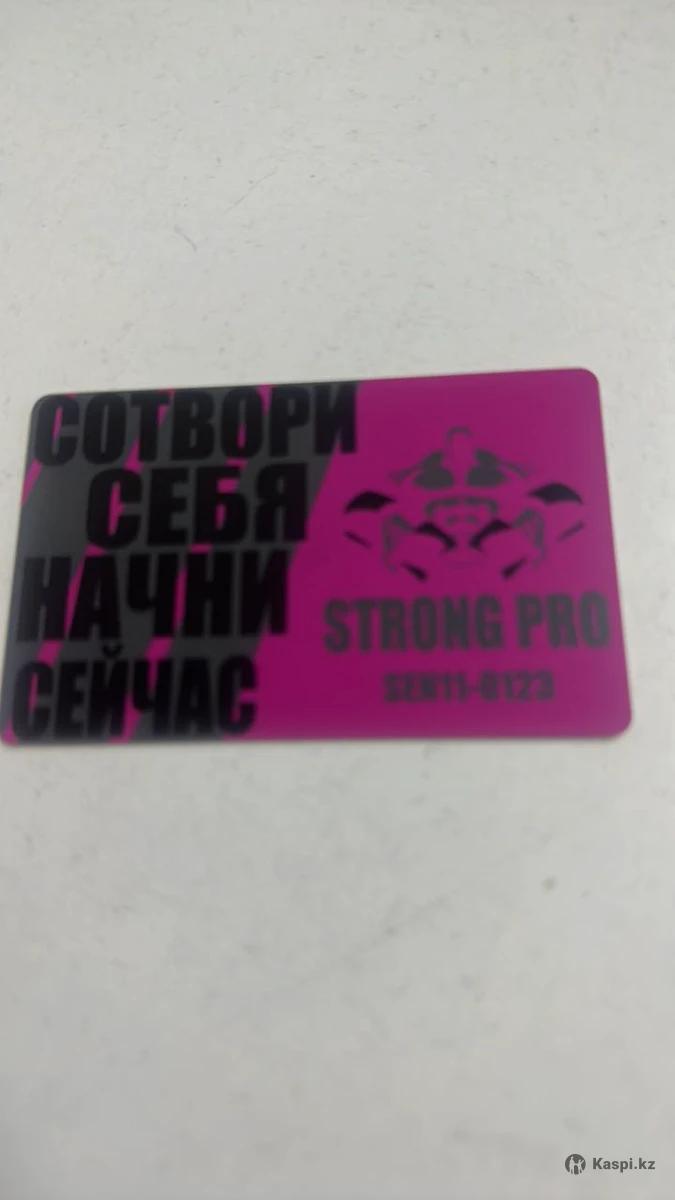 СОТВОРИ
СЕБЯ
НАЧНИ
СЕЙЧАС
STRONG PRO
Kaspi.kz